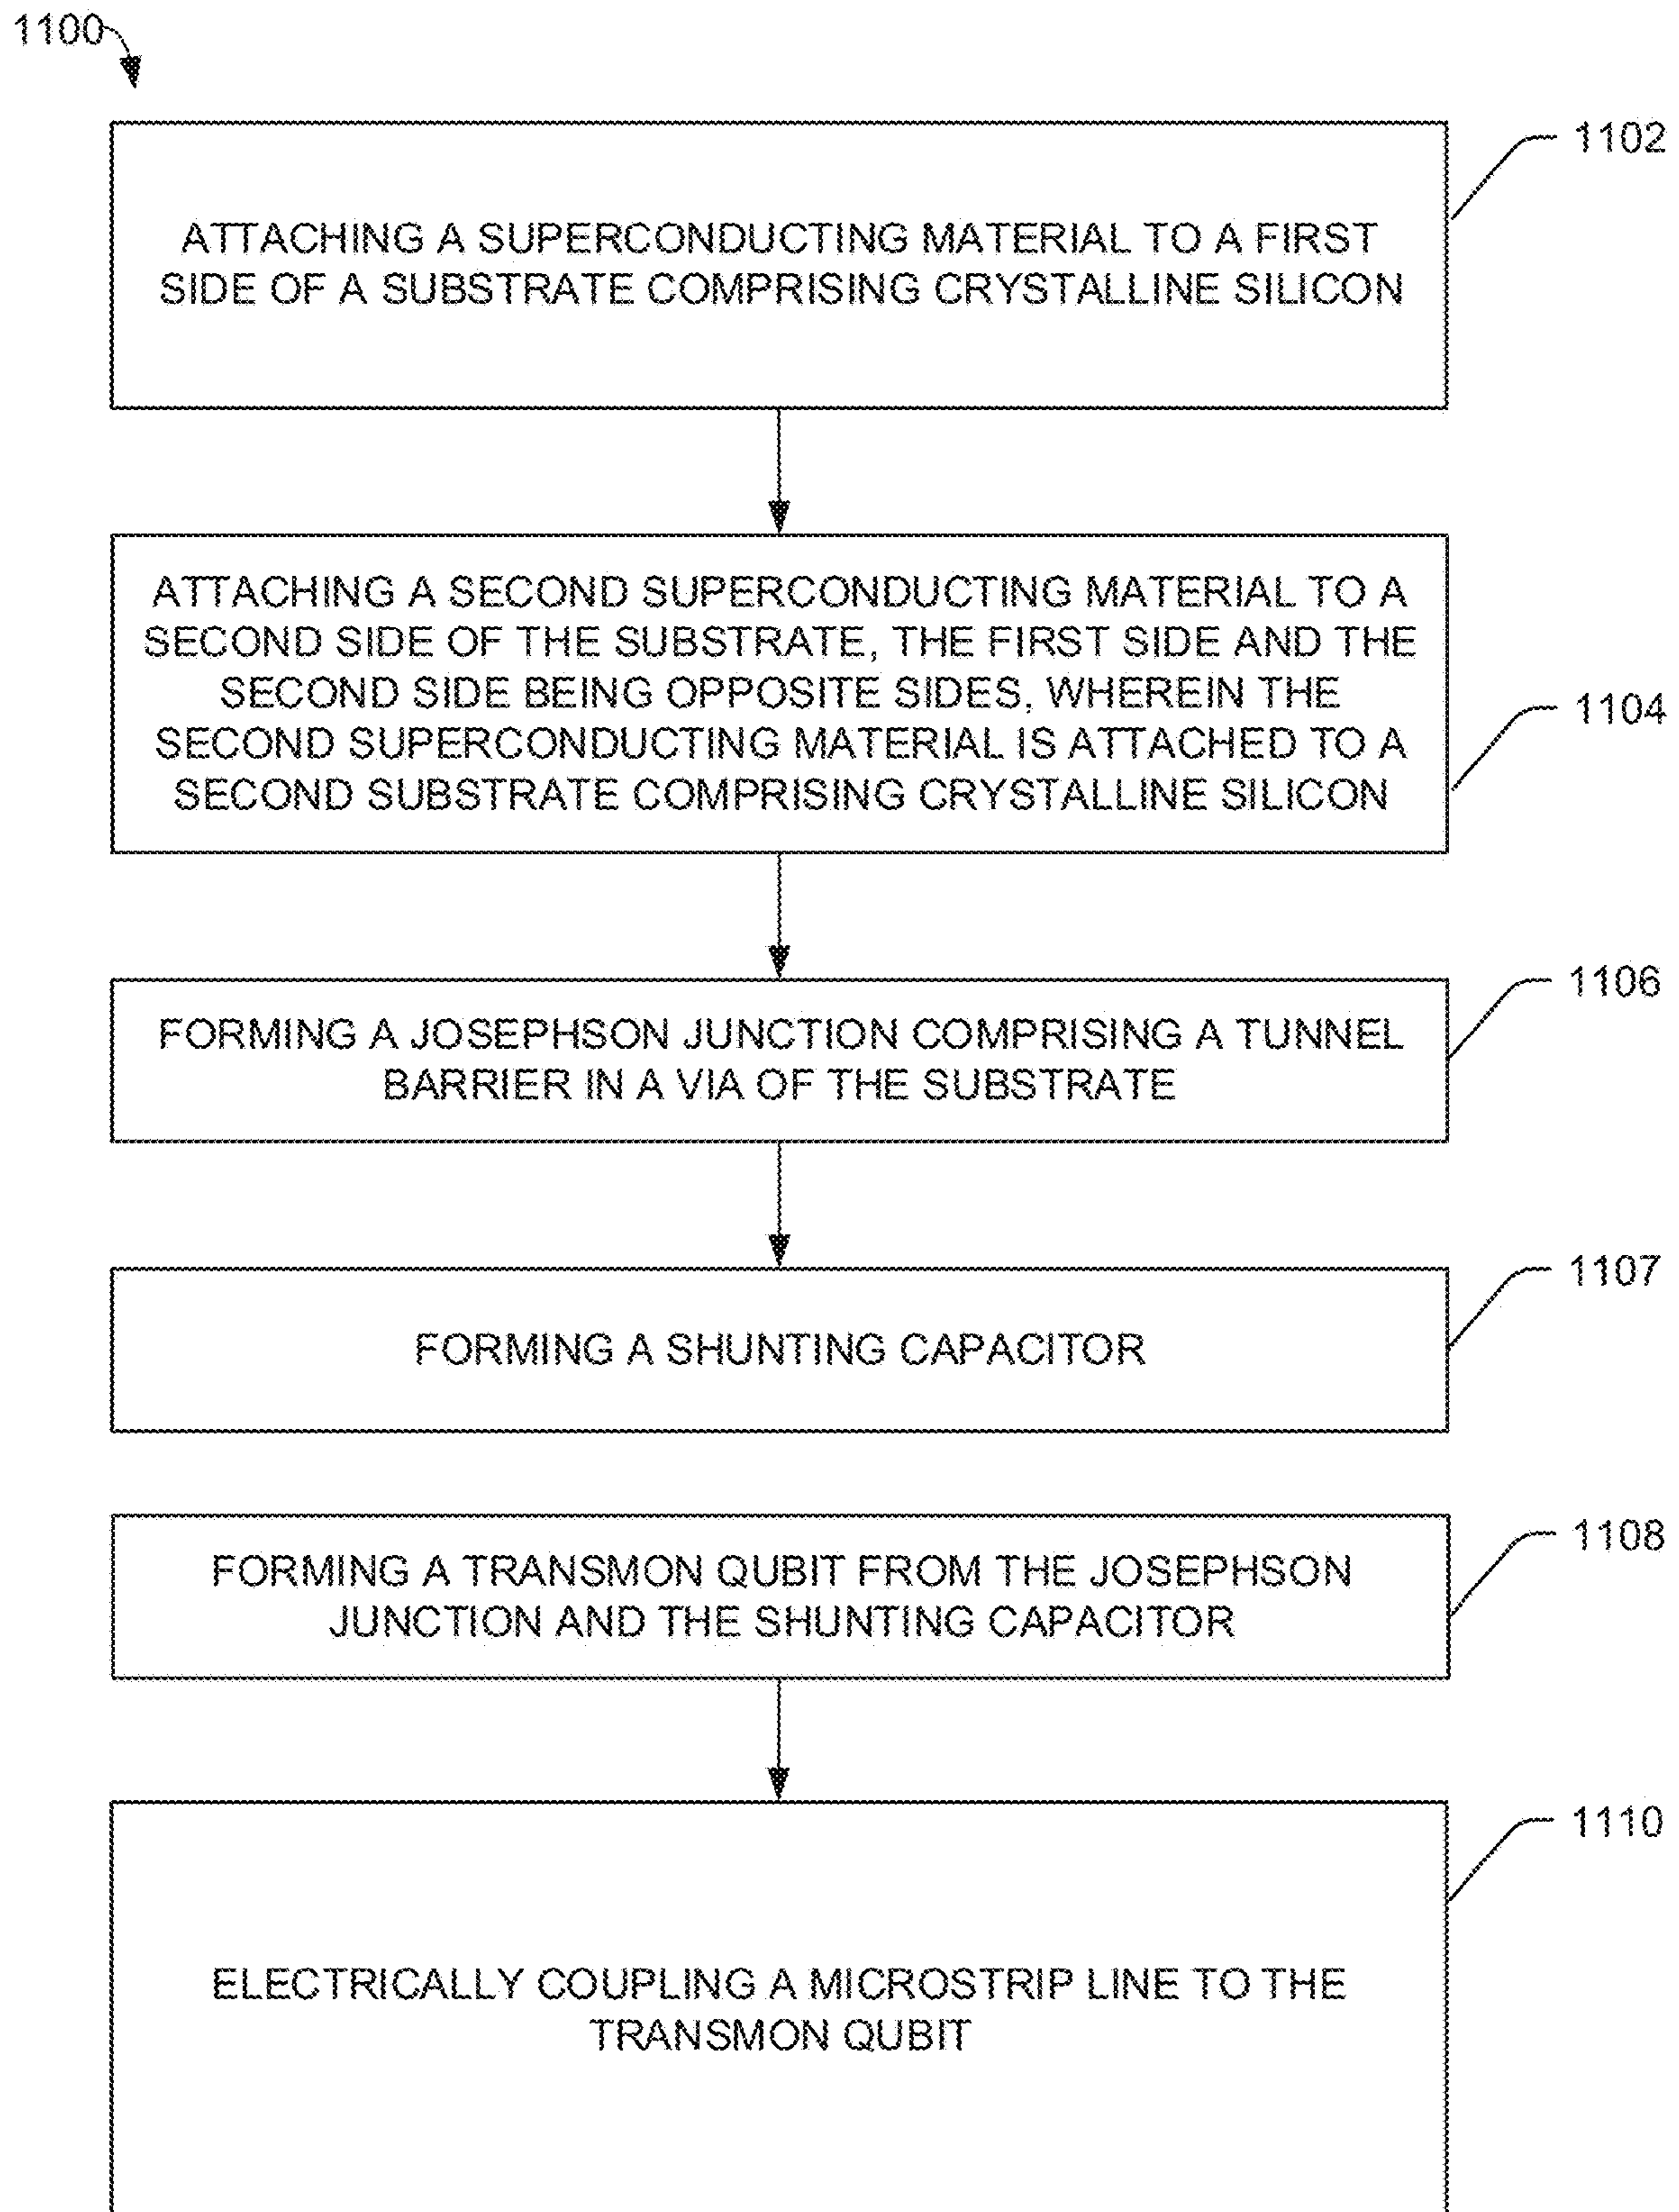 1100
1102
ATTACHING A SUPERCONDUCTING MATERIAL TO A FIRST
SIDE OF A SUBSTRATE COMPRISING CRYSTALLINE SILICON
ATTACHING A SECOND SUPERCONDUCTING MATERIAL TO A
SECOND SIDE OF THE SUBSTRATE, THE FIRST SIDE AND THE
SECOND SIDE BEING OPPOSITE SIDES, WHEREIN THE
SECOND SUPERCONDUCTING MATERIAL IS ATTACHED TO A
SECOND SUBSTRATE COMPRISING CRYSTALLINE SILICON
1104
1106
FORMING A JOSEPHSON JUNCTION COMPRISING A TUNNEL
BARRIER IN A VIA OF THE SUBSTRATE
1107
FORMING A SHUNTING CAPACITOR
1108
FORMING A TRANSMON QUBIT FROM THE JOSEPHSON
JUNCTION AND THE SHUNTING CAPACITOR
1110
ELECTRICALLY COUPLING A MICROSTRIP LINE TO THE
TRANSMON QUBIT